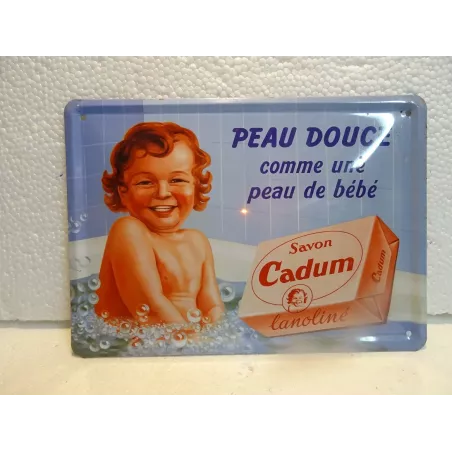 PEAU DOUCE
comme une
peau de bébé
Savon
Cadum
Cadum
lanoliné